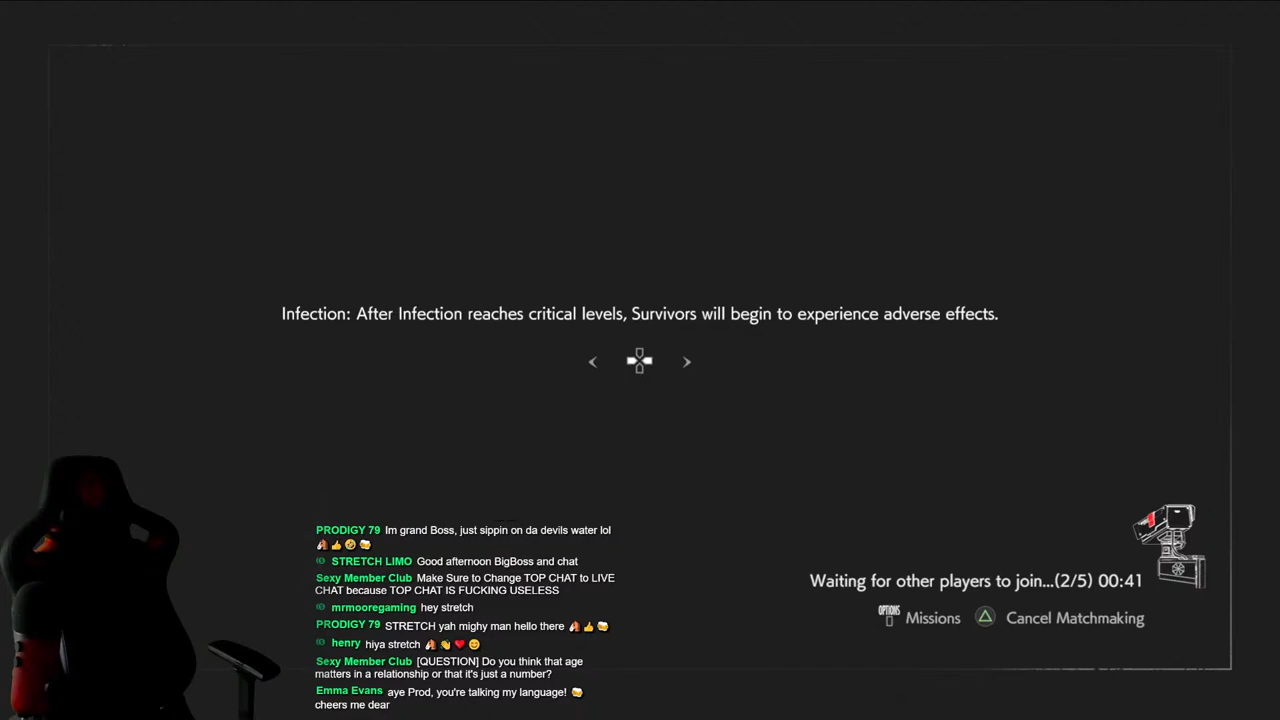 Infection: After Infection reaches critical levels, Survivors will begin to experience adverse effects.
PRODIGY 79 Im grand Boss, just sippin on da devils water lol
🐴👍🤣🍻
STRETCH LIMO Good afternoon BigBoss and chat
Sexy Member Club Make Sure to Change TOP CHAT to LIVE
CHAT because TOP CHAT IS FUCKING USELESS
mrmooregaming hey stretch
PRODIGY 79 STRETCH yah mighy man hello there 🐴👍🍻
henry hiya stretch 🐴👏❤️😊
Sexy Member Club [QUESTION] Do you think that age
matters in a relationship or that it's just a number?
Emma Evans aye Prod, you're talking my language! 🍻
cheers me dear
Waiting for other players to join...(2/5) 00:41
OPTIONS Missions Cancel Matchmaking